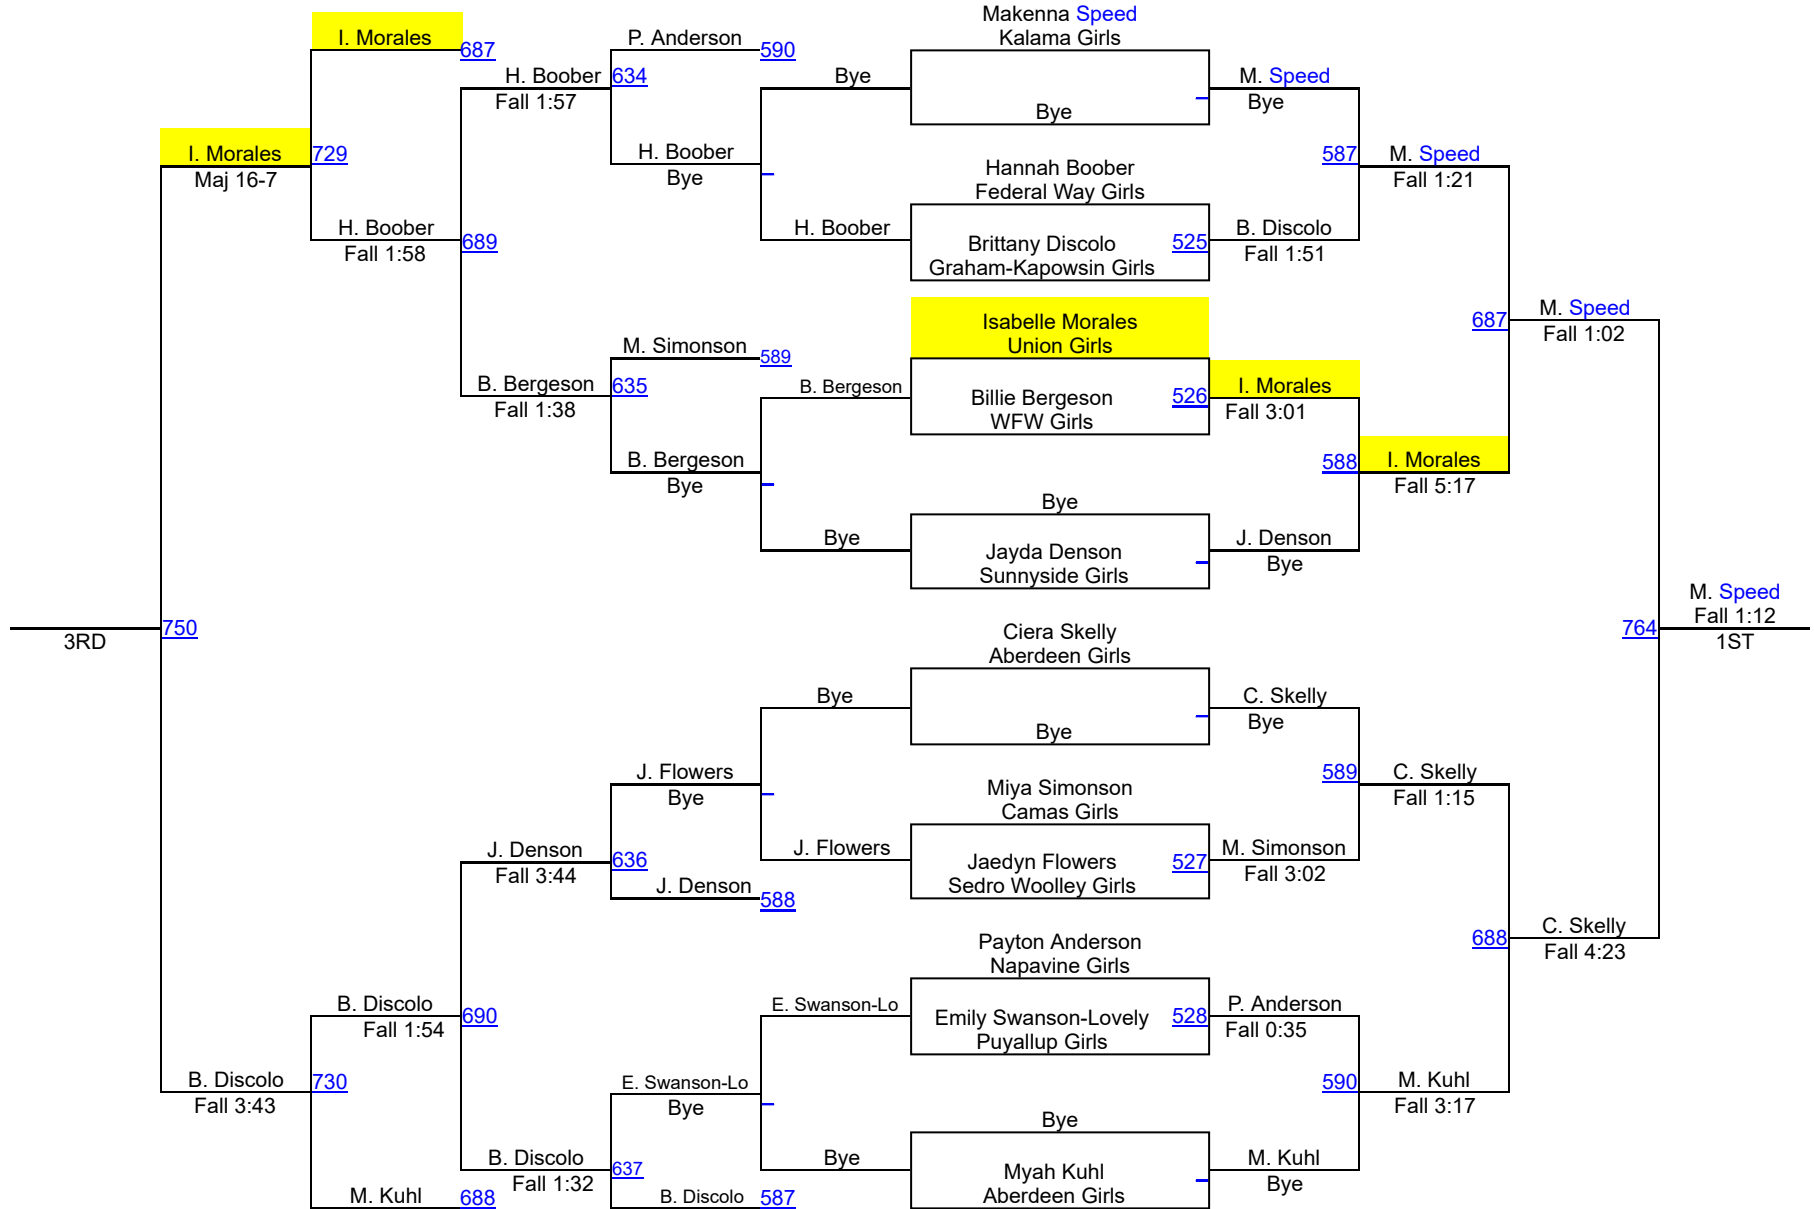 Makenna Speed
Kalama Girls
I. Morales
687
P. Anderson
590
H. Boober
634
Fall 1:57
Bye
Bye
M. Speed
Bye
I. Morales
729
Maj 16-7
H. Boober
Bye
587
M. Speed
Fall 1:21
Hannah Boober
Federal Way Girls
H. Boober
Fall 1:58
689
H. Boober
Brittany Discolo
Graham-Kapowsin Girls
525
B. Discolo
Fall 1:51
Isabelle Morales
Union Girls
687
M. Speed
Fall 1:02
M. Simonson
589
B. Bergeson
635
Fall 1:38
B. Bergeson
Billie Bergeson
WFW Girls
526
I. Morales
Fall 3:01
B. Bergeson
Bye
588
I. Morales
Fall 5:17
Bye
Bye
Jayda Denson
Sunnyside Girls
J. Denson
Bye
3RD
750
764
M. Speed
Fall 1:12
1ST
Ciera Skelly
Aberdeen Girls
Bye
Bye
C. Skelly
Bye
J. Flowers
Bye
589
C. Skelly
Fall 1:15
Miya Simonson
Camas Girls
J. Denson
636
Fall 3:44
J. Flowers
Jaedyn Flowers
Sedro Woolley Girls
527
M. Simonson
Fall 3:02
J. Denson
588
Payton Anderson
Napavine Girls
688
C. Skelly
Fall 4:23
B. Discolo
Fall 1:54
690
E. Swanson-Lo
Emily Swanson-Lovely
Puyallup Girls
528
P. Anderson
Fall 0:35
B. Discolo
730
Fall 3:43
E. Swanson-Lo
Bye
590
M. Kuhl
Fall 3:17
Bye
B. Discolo
637
Fall 1:32
Bye
Myah Kuhl
Aberdeen Girls
M. Kuhl
Bye
M. Kuhl
688
B. Discolo
587